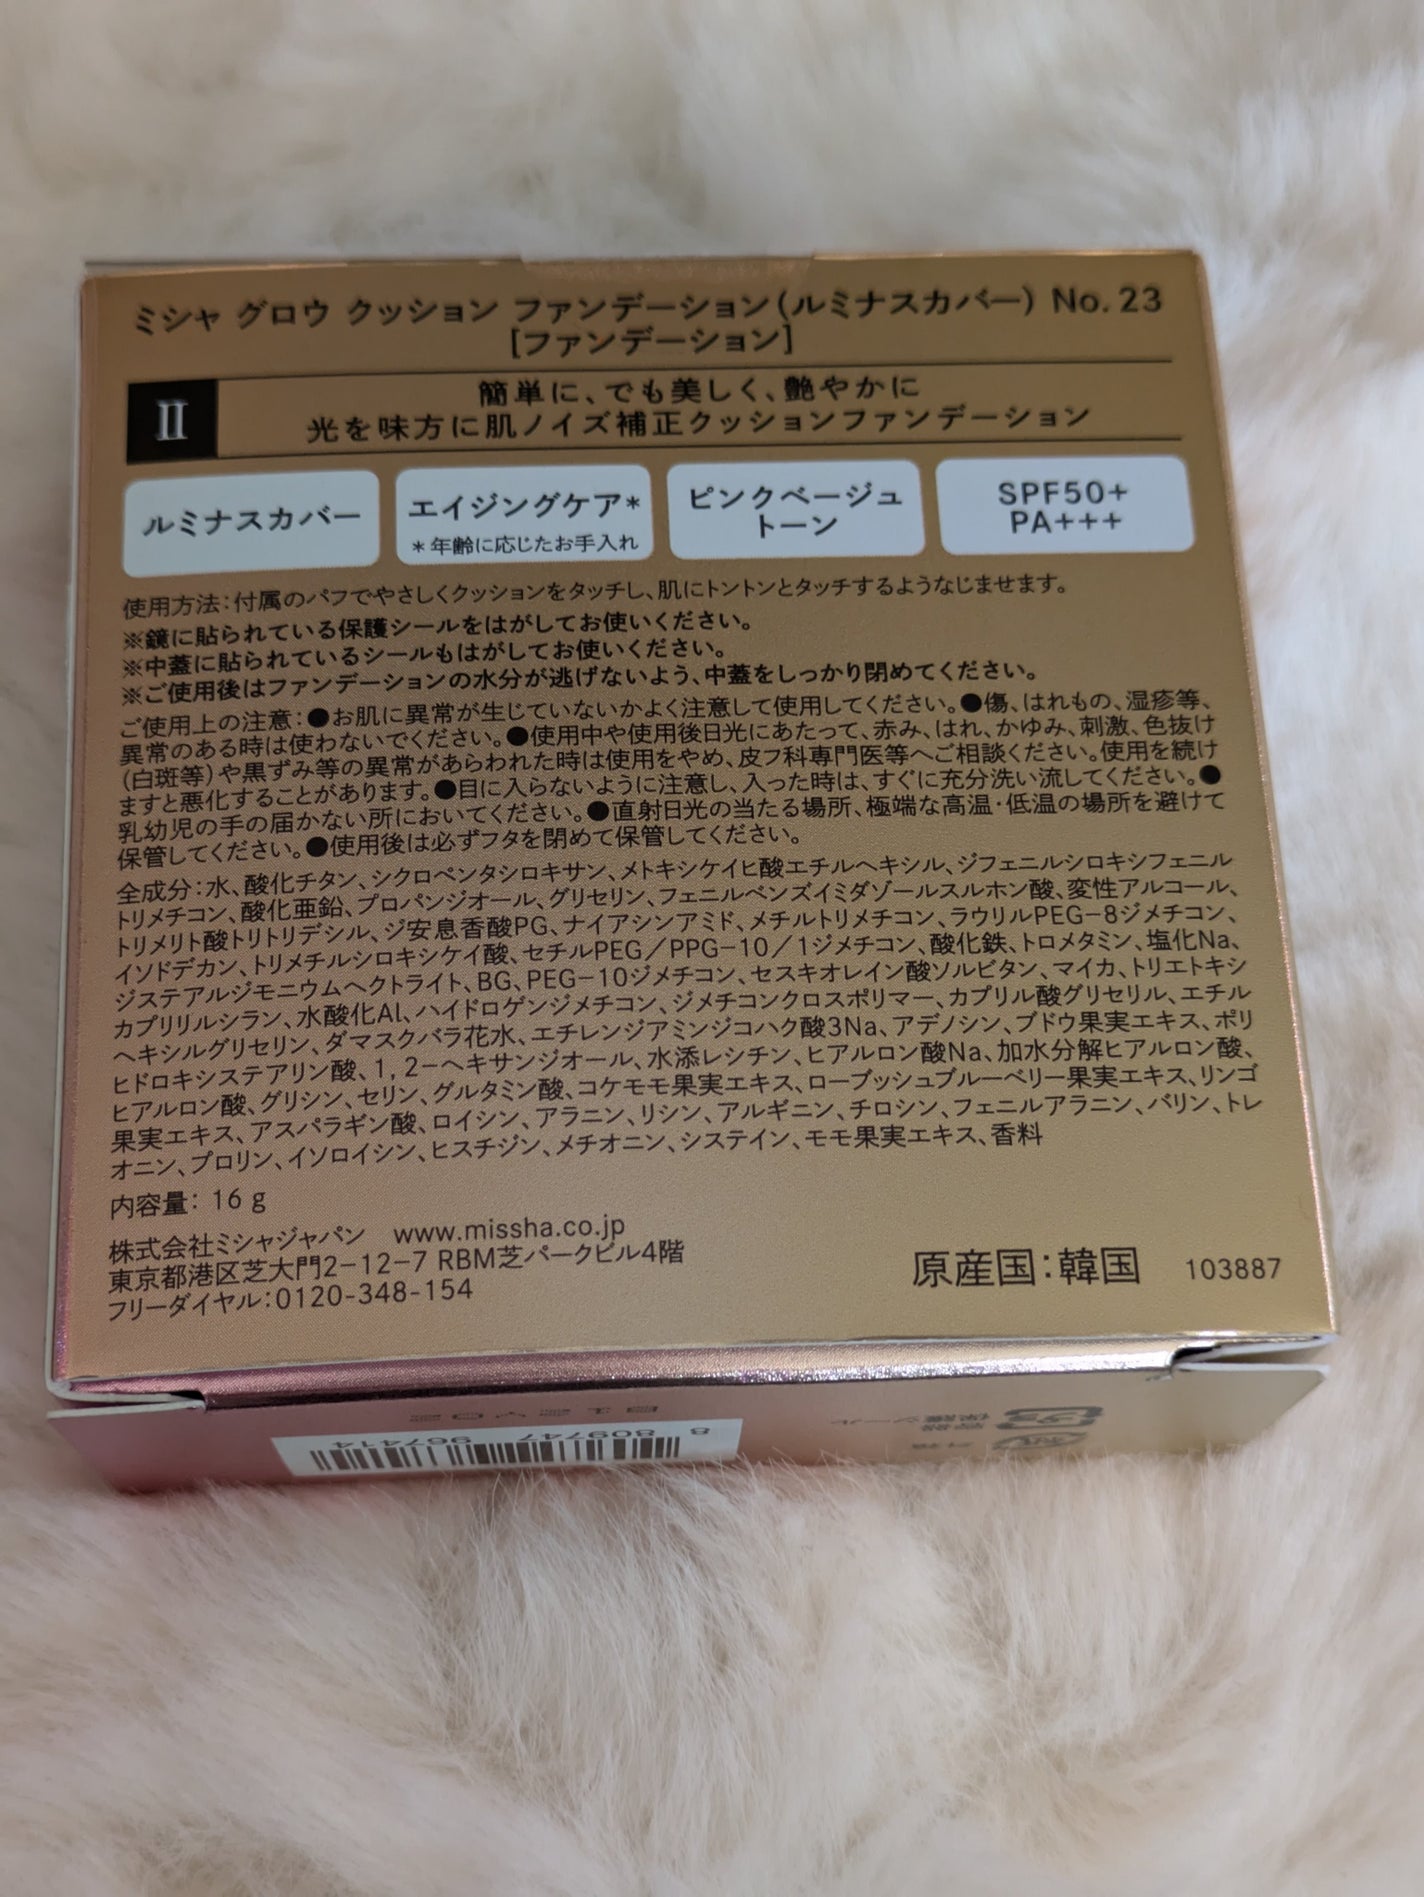 ミシャ グロウ クッション ファンデーション(ルミナスカバー) No.23
[ファンデーション]
II
簡単に、でも美しく、艶やかに
光を味方に肌ノイズ補正クッションファンデーション
ルミナスカバー
エイジングケア*
*年齢に応じたお手入れ
ピンクベージュ
トーン
SPF50+
PA+++
使用方法:付属のパフでやさしくクッションをタッチし、肌にトントンとタッチするようなじませます。
※鏡に貼られている保護シールをはがしてお使いください。
※中蓋に貼られているシールもはがしてお使いください。
※ご使用後はファンデーションの水分が逃げないよう、中蓋をしっかり閉めてください。
ご使用上の注意:●お肌に異常が生じていないかよく注意して使用してください。●傷、はれもの、湿疹等、
異常のある時は使わないでください。●使用中や使用後日光にあたって、赤み、はれ、かゆみ、刺激、色抜け
(白斑等)や黒ずみ等の異常があらわれた時は使用をやめ、皮フ科専門医等へご相談ください。使用を続け
ますと悪化することがあります。●目に入らないように注意し、入った時は、すぐに充分洗い流してください。●
乳幼児の手の届かない所においてください。●直射日光の当たる場所、極端な高温・低温の場所を避けて
保管してください。●使用後は必ずフタを閉めて保管してください。
全成分:水、酸化チタン、シクロペンタシロキサン、メトキシケイヒ酸エチルヘキシル、ジフェニルシロキシフェニル
トリメチコン、酸化亜鉛、プロパンジオール、グリセリン、フェニルベンズイミダゾールスルホン酸、変性アルコール、
トリメリト酸トリトリデシル、ジ安息香酸PG、ナイアシンアミド、メチルトリメチコン、ラウリルPEG-8ジメチコン、
イソドデカン、トリメチルシロキシケイ酸、セチルPEG/PPG-10/1ジメチコン、酸化鉄、トロメタミン、塩化Na、
ジステアルジモニウムヘクトライト、BG、PEG-10ジメチコン、セスキオレイン酸ソルビタン、マイカ、トリエトキシ
カプリリルシラン、水酸化Al、ハイドロゲンジメチコン、ジメチコンクロスポリマー、カプリル酸グリセリル、エチル
ヘキシルグリセリン、ダマスクバラ花水、エチレンジアミンジコハク酸3Na、アデノシン、ブドウ果実エキス、ポリ
ヒドロキシステアリン酸、1,2-ヘキサンジオール、水添レシチン、ヒアルロン酸Na、加水分解ヒアルロン酸、
ヒアルロン酸、グリシン、セリン、グルタミン酸、コケモモ果実エキス、ローブッシュブルーベリー果実エキス、リンゴ
果実エキス、アスパラギン酸、ロイシン、アラニン、リシン、アルギニン、チロシン、フェニルアラニン、バリン、トレ
オニン、プロリン、イソロイシン、ヒスチジン、メチオニン、システイン、モモ果実エキス、香料
内容量: 16 g
株式会社ミシャジャパン www.missha.co.jp
東京都港区芝大門2-12-7 RBM芝パークビル4階
フリーダイヤル:0120-348-154
原産国:韓国 103887
8 809747 967414